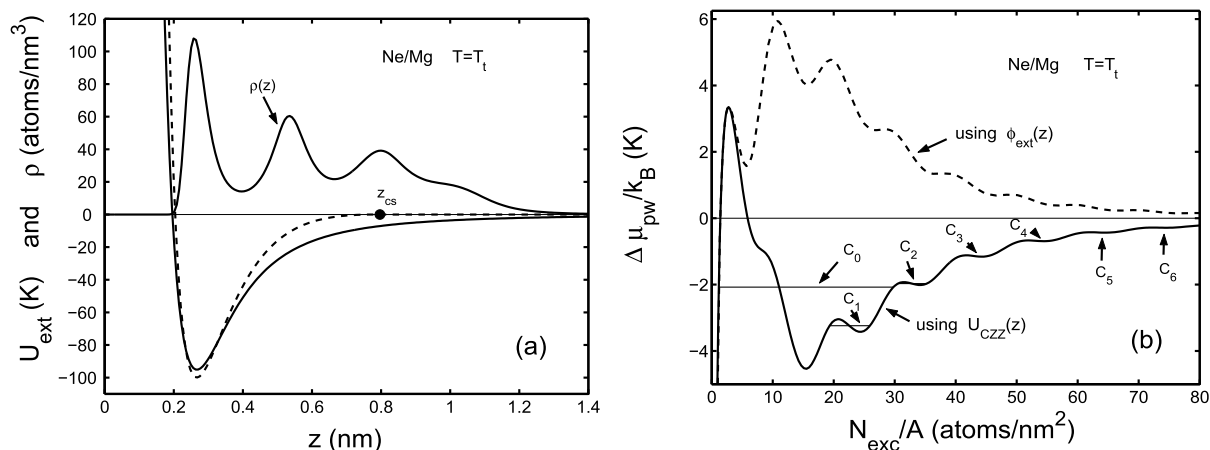 120
100
80
60
40
20
0
−20
−40
−60
−80
−100
U_ext (K) and ρ (atoms/nm³)
Ne/Mg T=T_t
ρ(z)
z_cs
(a)
0
0.2
0.4
0.6
0.8
1
1.2
1.4
z (nm)
6
4
2
0
−2
−4
Δ μ_pw/k_B (K)
Ne/Mg T=T_t
using ϕ_ext(z)
C_0
C_1
C_2
C_3
C_4
C_5
C_6
using U_CZZ(z)
(b)
0
10
20
30
40
50
60
70
80
N_exc/A (atoms/nm²)